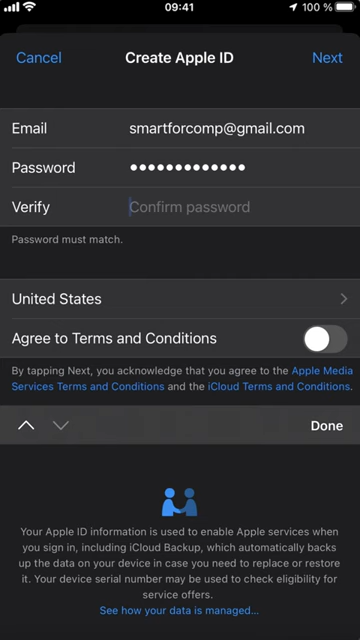 09:41
100 %
Cancel
Create Apple ID
Next
Email
smartforcomp@gmail.com
Password
●●●●●●●●●●●●●
Verify
Confirm password
Password must match.
United States
Agree to Terms and Conditions
By tapping Next, you acknowledge that you agree to the Apple Media
Services Terms and Conditions and the iCloud Terms and Conditions.
Done
Your Apple ID information is used to enable Apple services when
you sign in, including iCloud Backup, which automatically backs
up the data on your device in case you need to replace or restore
it. Your device serial number may be used to check eligibility for
service offers.
See how your data is managed...